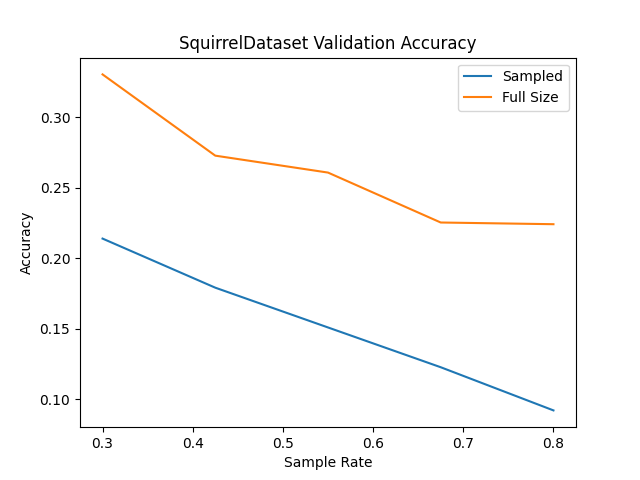 SquirrelDataset Validation Accuracy
Sampled
Full Size
Accuracy
0.30
0.25
0.20
0.15
0.10
0.3 0.4 0.5 0.6 0.7 0.8
Sample Rate